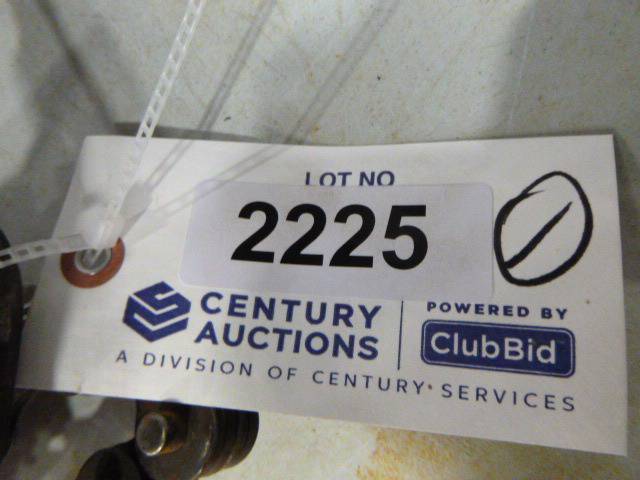 LOT NO
2225
CENTURY
AUCTIONS
A DIVISION OF CENTURY SERVICES
POWERED BY
ClubBid